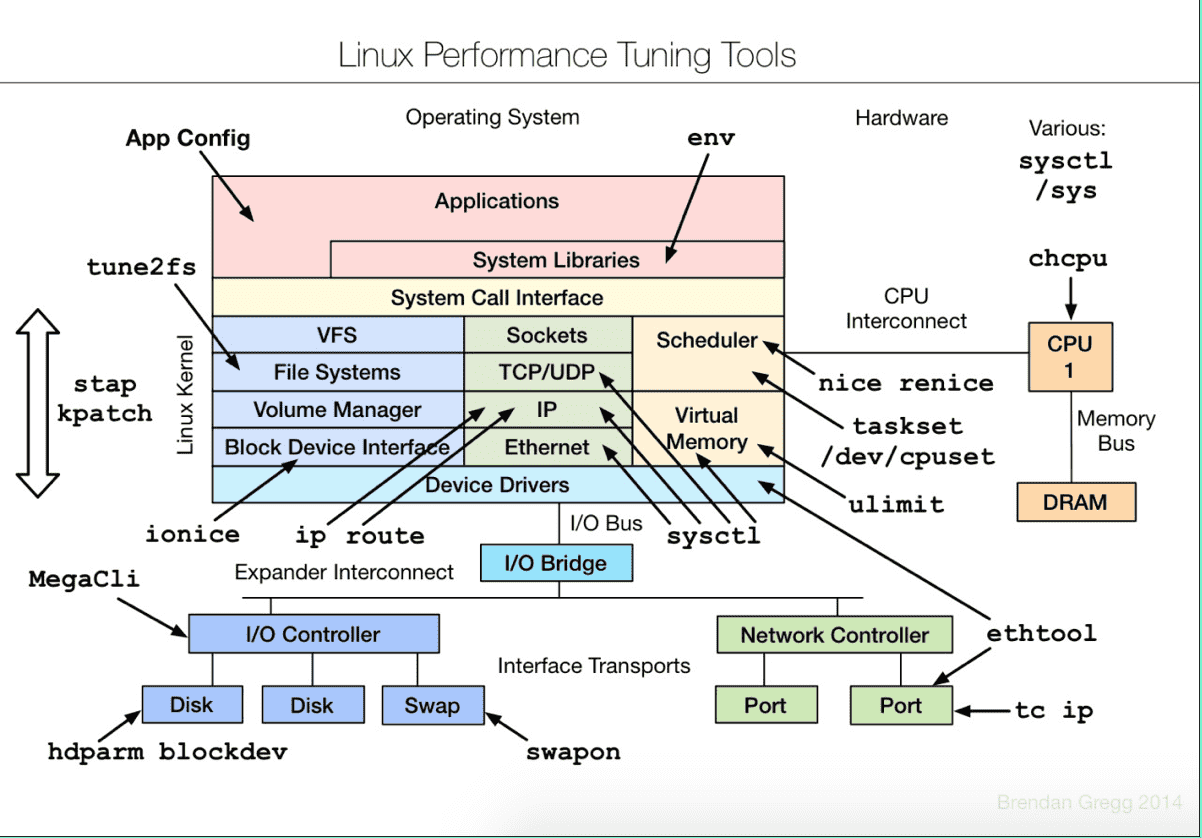 Linux Performance Tuning Tools
Operating System
Hardware
Various:
sysctl
/sys
App Config
env
Applications
System Libraries
System Call Interface
tune2fs
chcpu
CPU
Interconnect
VFS
Sockets
Scheduler
CPU
1
File Systems
TCP/UDP
nice renice
stap
kpatch
Linux Kernel
Volume Manager
IP
Virtual
Memory
taskset
/dev/cpuset
Memory
Bus
Block Device Interface
Ethernet
Device Drivers
ulimit
DRAM
ionice
ip route
I/O Bus
sysctl
MegaCli
Expander Interconnect
I/O Bridge
I/O Controller
Network Controller
ethtool
Interface Transports
Disk
Disk
Swap
Port
Port
tc ip
hdparm blockdev
swapon
Brendan Gregg 2014